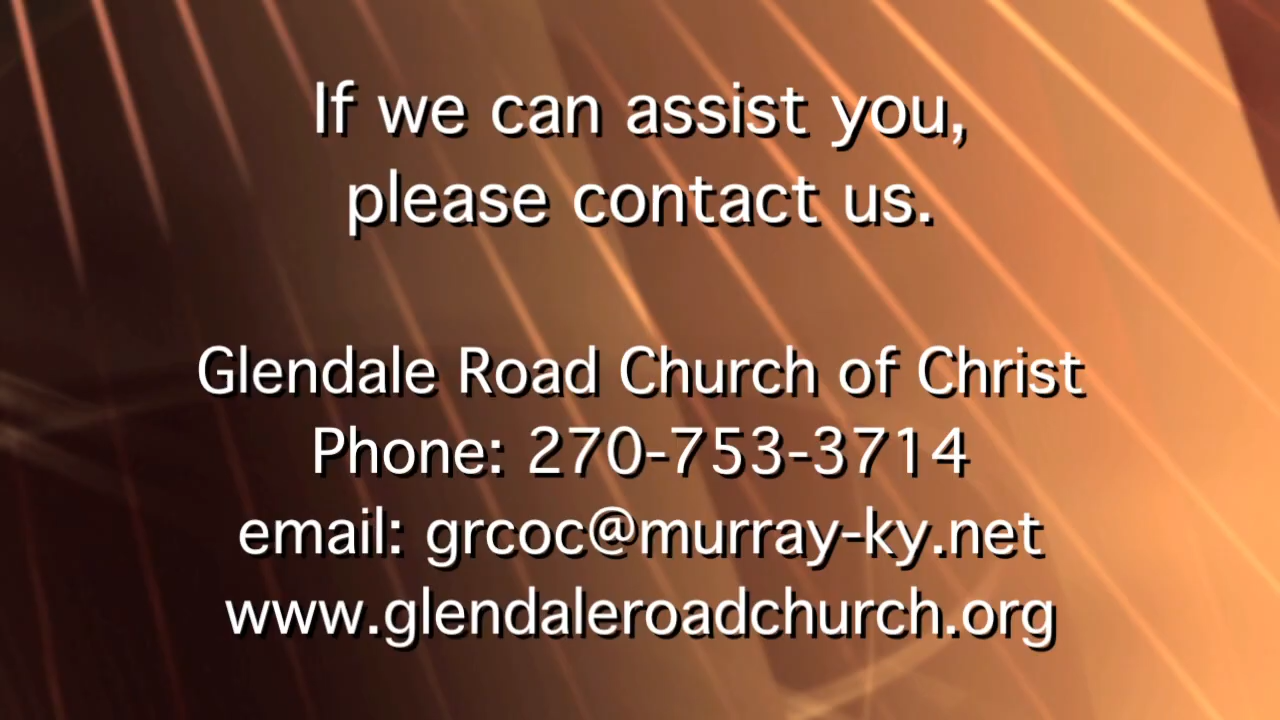 If we can assist you,
please contact us.
Glendale Road Church of Christ
Phone: 270-753-3714
email: grcoc@murray-ky.net
www.glendaleroadchurch.org